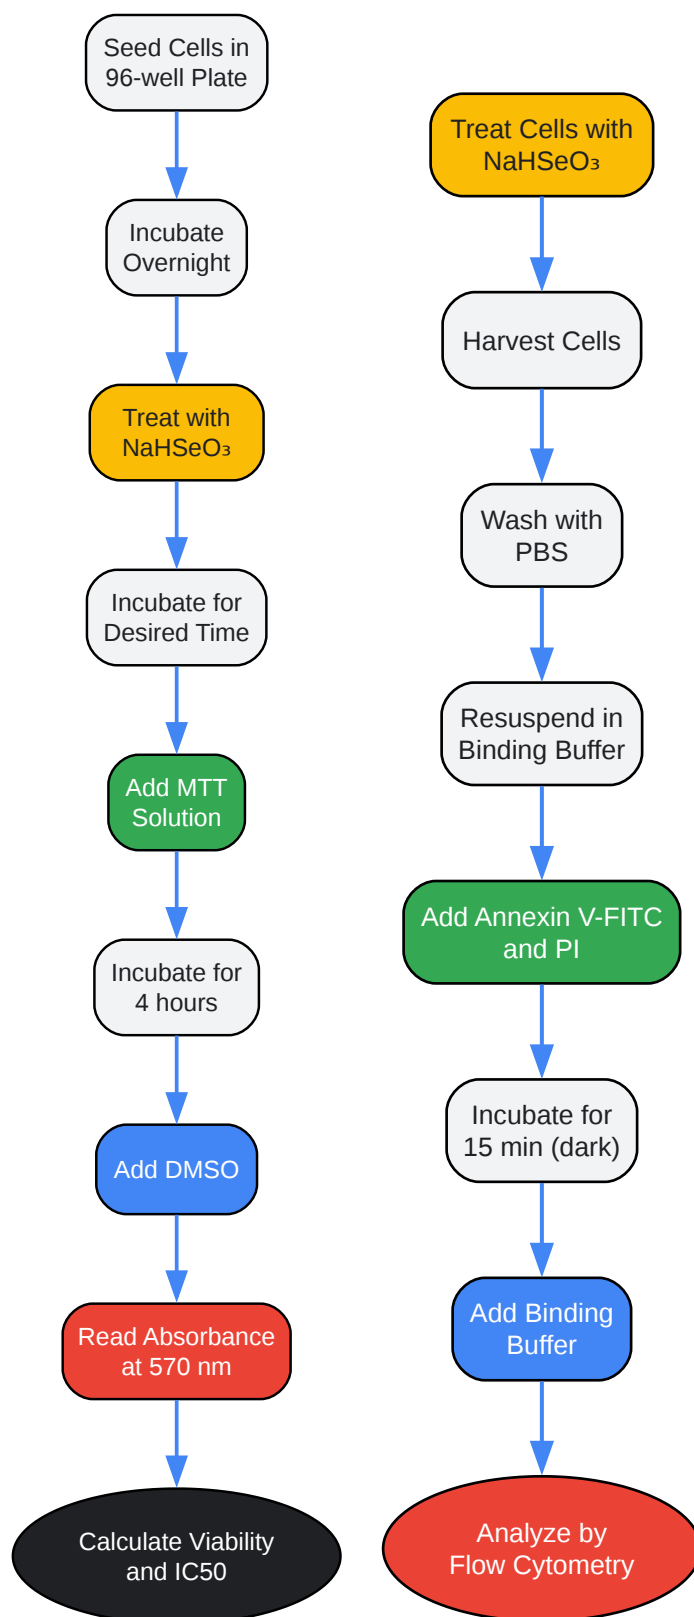 Seed Cells in
96-well Plate
Incubate
Overnight
Treat with
NaHSeO₃
Incubate for
Desired Time
Add MTT
Solution
Incubate for
4 hours
Add DMSO
Read Absorbance
at 570 nm
Calculate Viability
and IC50
Treat Cells with
NaHSeO₃
Harvest Cells
Wash with
PBS
Resuspend in
Binding Buffer
Add Annexin V-FITC
and PI
Incubate for
15 min (dark)
Add Binding
Buffer
Analyze by
Flow Cytometry